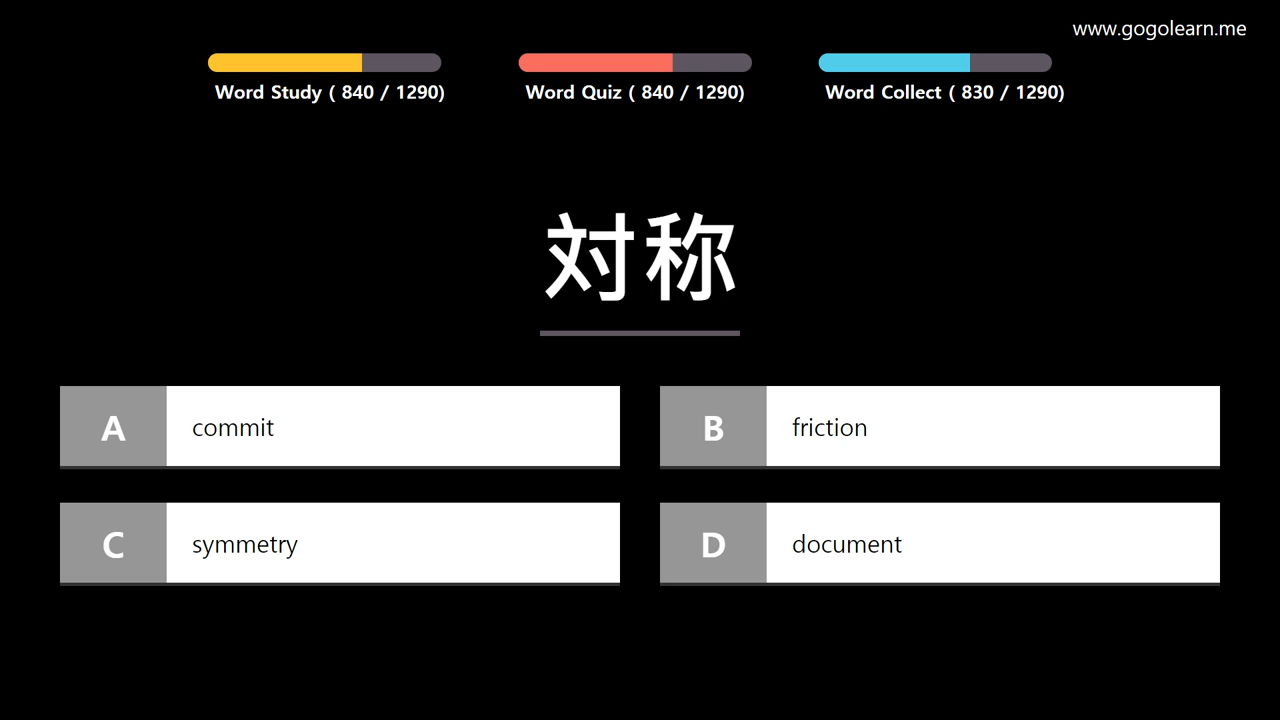 www.gogolearn.me
Word Study ( 840 / 1290)
Word Quiz ( 840 / 1290)
Word Collect ( 830 / 1290)
対称
A commit
B friction
C symmetry
D document